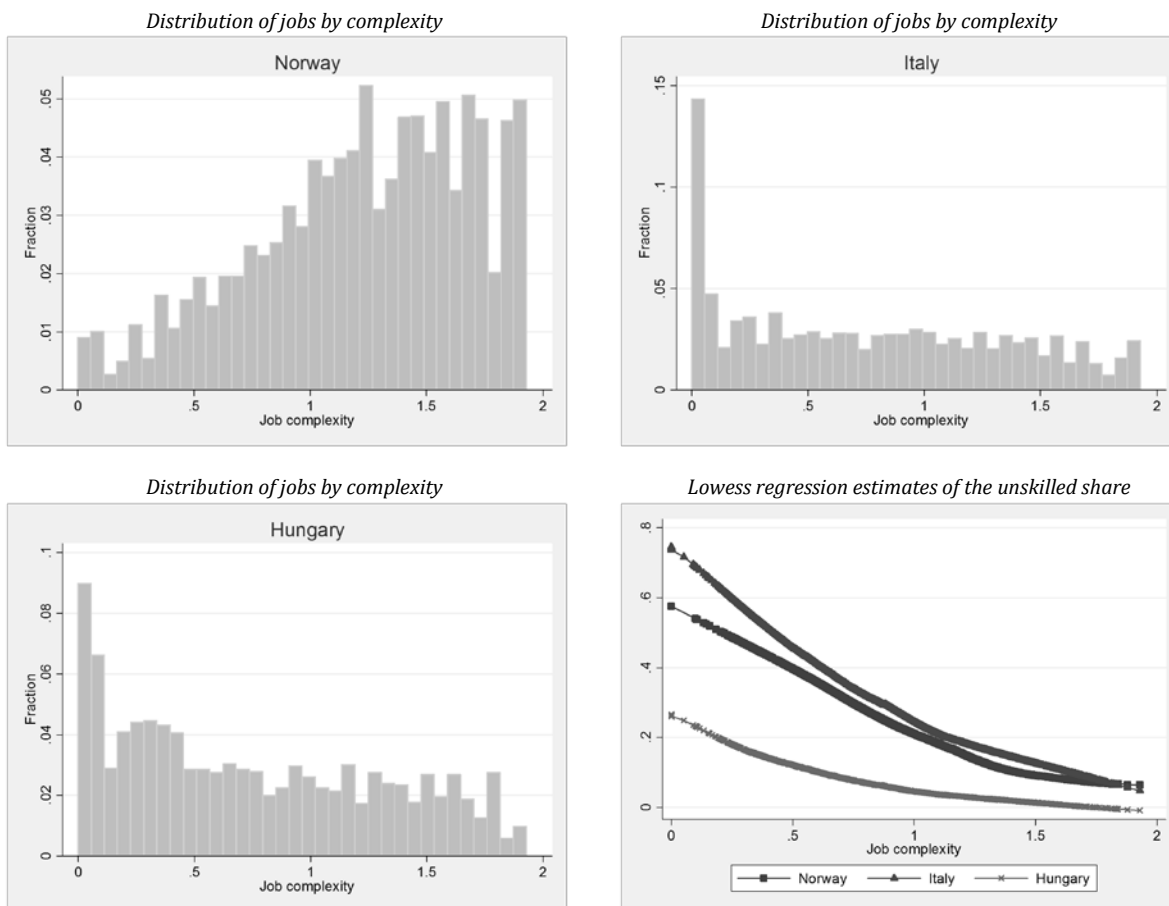 Distribution of jobs by complexity
Norway
Fraction
0 .01 .02 .03 .04 .05
0 .5 1 1.5 2
Job complexity
Distribution of jobs by complexity
Italy
Fraction
0 .05 .1 .15
0 .5 1 1.5 2
Job complexity
Distribution of jobs by complexity
Hungary
Fraction
0 .02 .04 .06 .08 .1
0 .5 1 1.5 2
Job complexity
Lowess regression estimates of the unskilled share
0 .2 .4 .6 .8
0 .5 1 1.5 2
Job complexity
Norway Italy Hungary